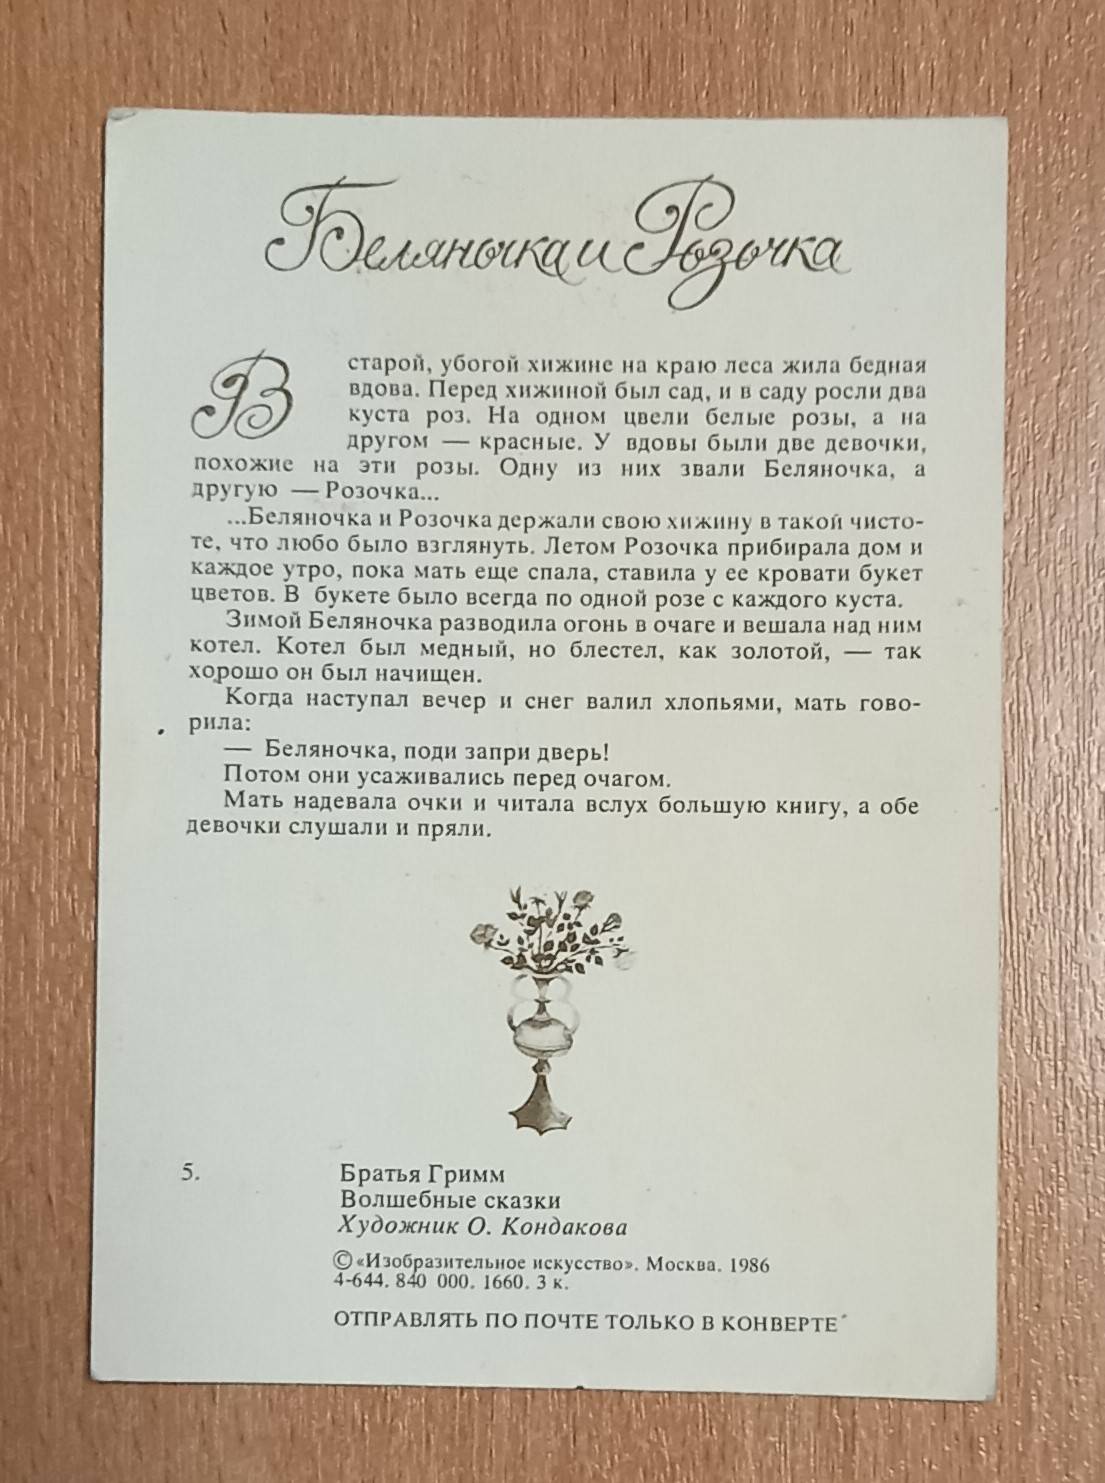 Беляночка и Розочка
В старой, убогой хижине на краю леса жила бедная
вдова. Перед хижиной был сад, и в саду росли два
куста роз. На одном цвели белые розы, а на
другом — красные. У вдовы были две девочки,
похожие на эти розы. Одну из них звали Беляночка, а
другую — Розочка...
...Беляночка и Розочка держали свою хижину в такой чисто-
те, что любо было взглянуть. Летом Розочка прибирала дом и
каждое утро, пока мать еще спала, ставила у ее кровати букет
цветов. В букете было всегда по одной розе с каждого куста.
Зимой Беляночка разводила огонь в очаге и вешала над ним
котел. Котел был медный, но блестел, как золотой, — так
хорошо он был начищен.
Когда наступал вечер и снег валил хлопьями, мать гово-
рила:
— Беляночка, поди запри дверь!
Потом они усаживались перед очагом.
Мать надевала очки и читала вслух большую книгу, а обе
девочки слушали и пряли.
5.
Братья Гримм
Волшебные сказки
Художник О. Кондакова
© «Изобразительное искусство». Москва. 1986
4-644. 840 000. 1660. 3 к.
ОТПРАВЛЯТЬ ПО ПОЧТЕ ТОЛЬКО В КОНВЕРТЕ